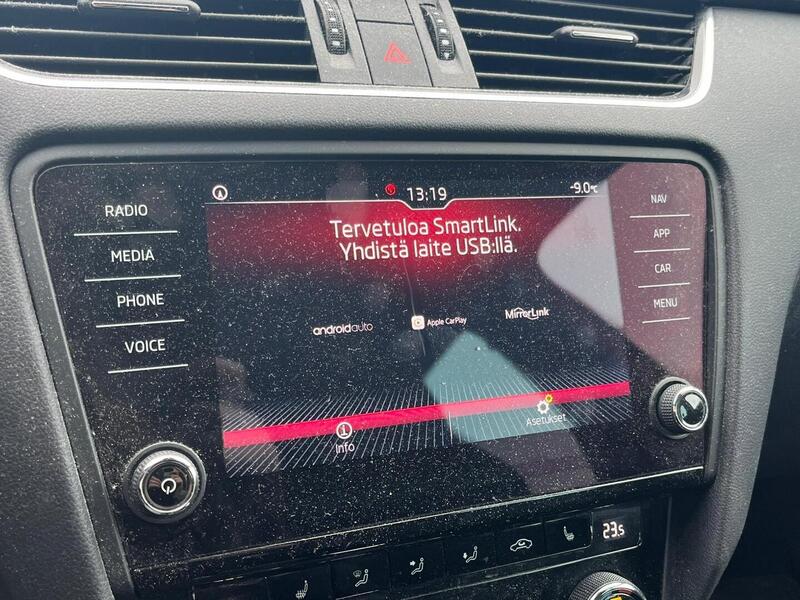 13:19
-9.0°C
RADIO
MEDIA
PHONE
VOICE
Tervetuloa SmartLink.
Yhdistä laite USB:llä.
androidauto
Apple CarPlay
MirrorLink
Info
Asetukset
NAV
APP
CAR
MENU
23.5